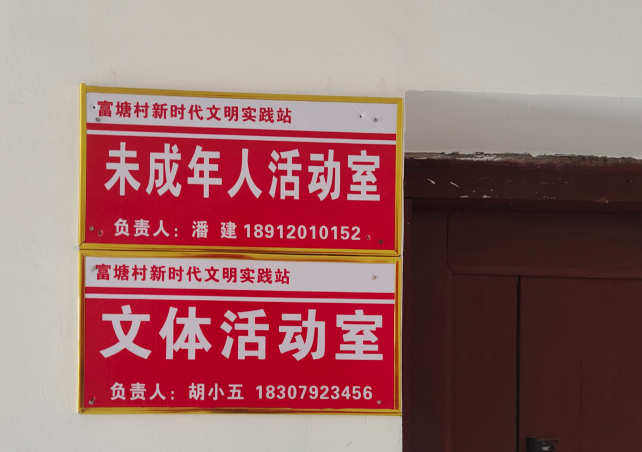 富塘村新时代文明实践站
未成年人活动室
负责人：潘 建 18912010152
富塘村新时代文明实践站
文体活动室
负责人：胡小五 18307923456